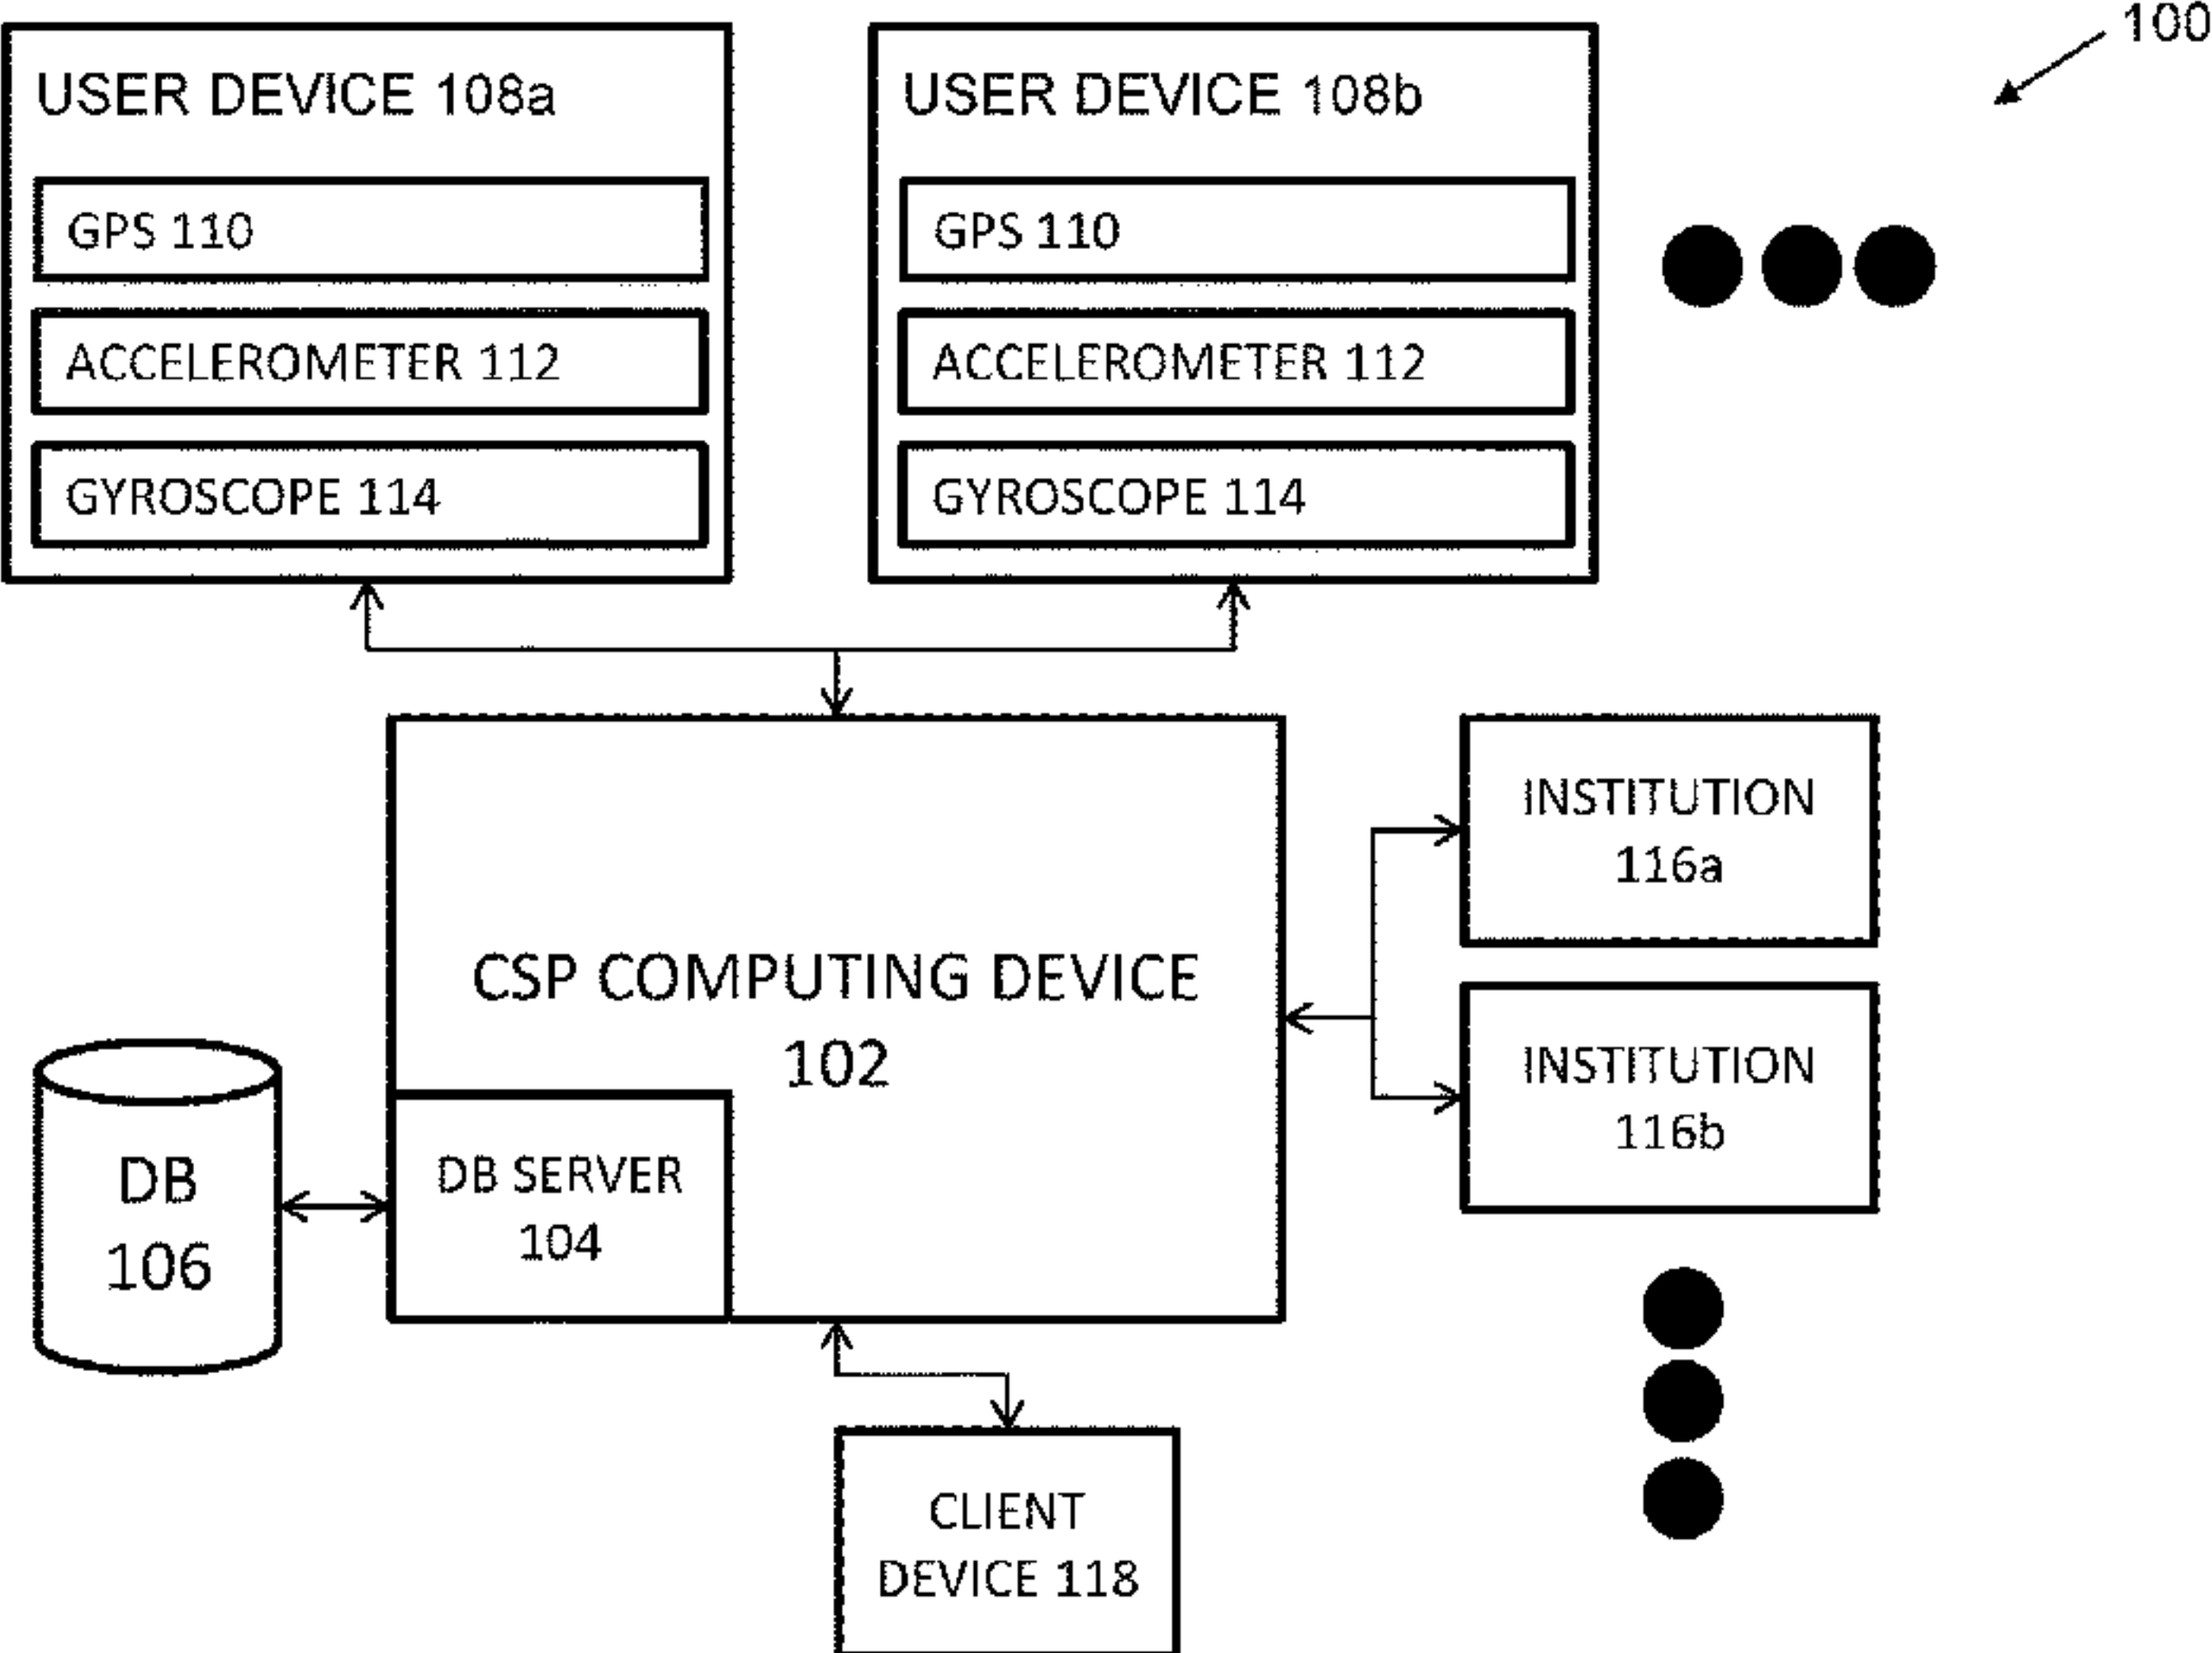 100
USER DEVICE 108a
GPS 110
ACCELEROMETER 112
GYROSCOPE 114
USER DEVICE 108b
GPS 110
ACCELEROMETER 112
GYROSCOPE 114
CSP COMPUTING DEVICE
102
DB SERVER
104
DB
106
INSTITUTION
116a
INSTITUTION
116b
CLIENT
DEVICE 118